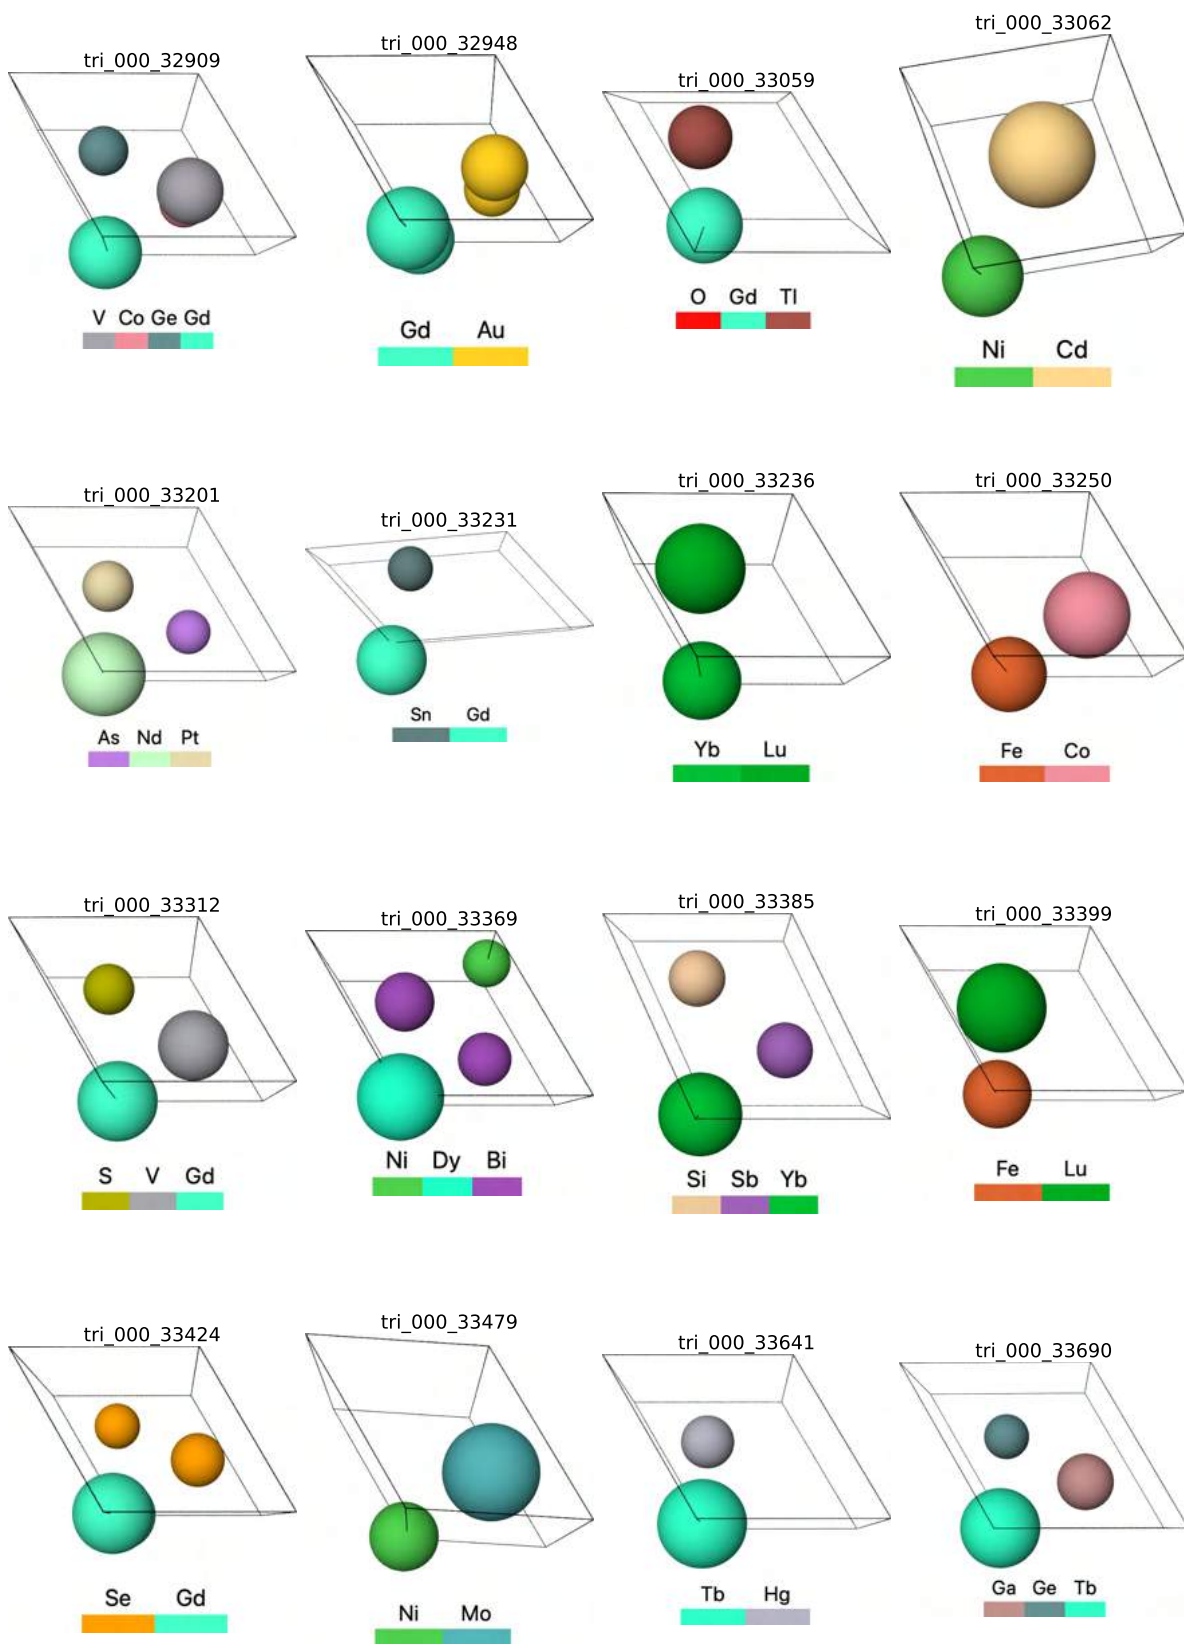 tri_000_32909
tri_000_32948
tri_000_33059
tri_000_33062
V Co Ge Gd
Gd Au
O Gd Tl
Ni Cd
tri_000_33201
tri_000_33231
tri_000_33236
tri_000_33250
As Nd Pt
Sn Gd
Yb Lu
Fe Co
tri_000_33312
tri_000_33369
tri_000_33385
tri_000_33399
S V Gd
Ni Dy Bi
Si Sb Yb
Fe Lu
tri_000_33424
tri_000_33479
tri_000_33641
tri_000_33690
Se Gd
Ni Mo
Tb Hg
Ga Ge Tb